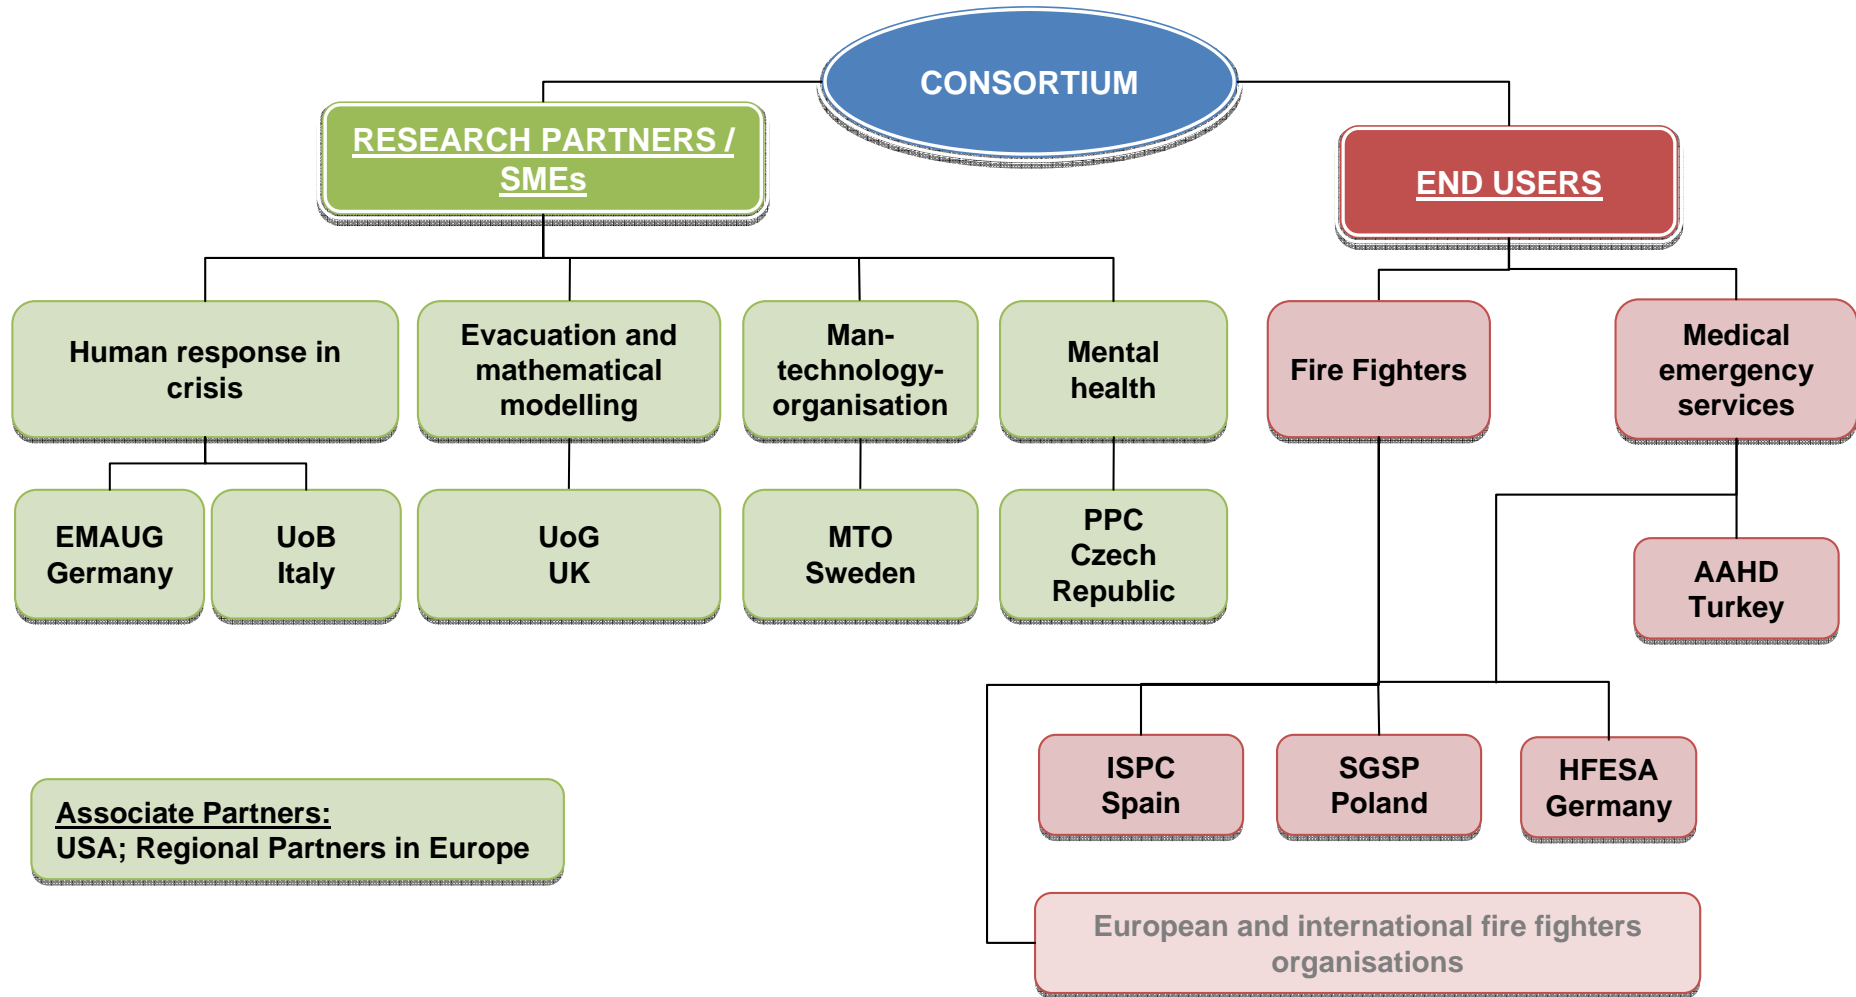 CONSORTIUM
RESEARCH PARTNERS /
SMEs
END USERS
Human response in
crisis
Evacuation and
mathematical
modelling
Man-
technology-
organisation
Mental
health
Fire Fighters
Medical
emergency
services
EMAUG
Germany
UoB
Italy
UoG
UK
MTO
Sweden
PPC
Czech
Republic
AAHD
Turkey
ISPC
Spain
SGSP
Poland
HFESA
Germany
Associate Partners:
USA; Regional Partners in Europe
European and international fire fighters
organisations